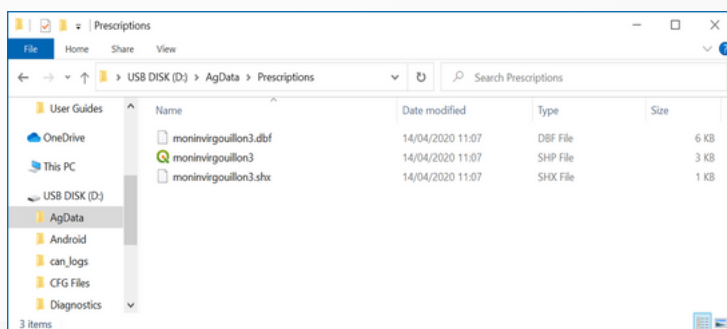 Prescriptions
File Home Share View
USB DISK (D:) > AgData > Prescriptions
Search Prescriptions
Name Date modified Type Size
User Guides
OneDrive
This PC
USB DISK (D:)
AgData
Android
can_logs
CFG Files
Diagnostics
moninvirgouillon3.dbf 14/04/2020 11:07 DBF File 6 KB
moninvirgouillon3 14/04/2020 11:07 SHP File 3 KB
moninvirgouillon3.shx 14/04/2020 11:07 SHX File 1 KB
3 items